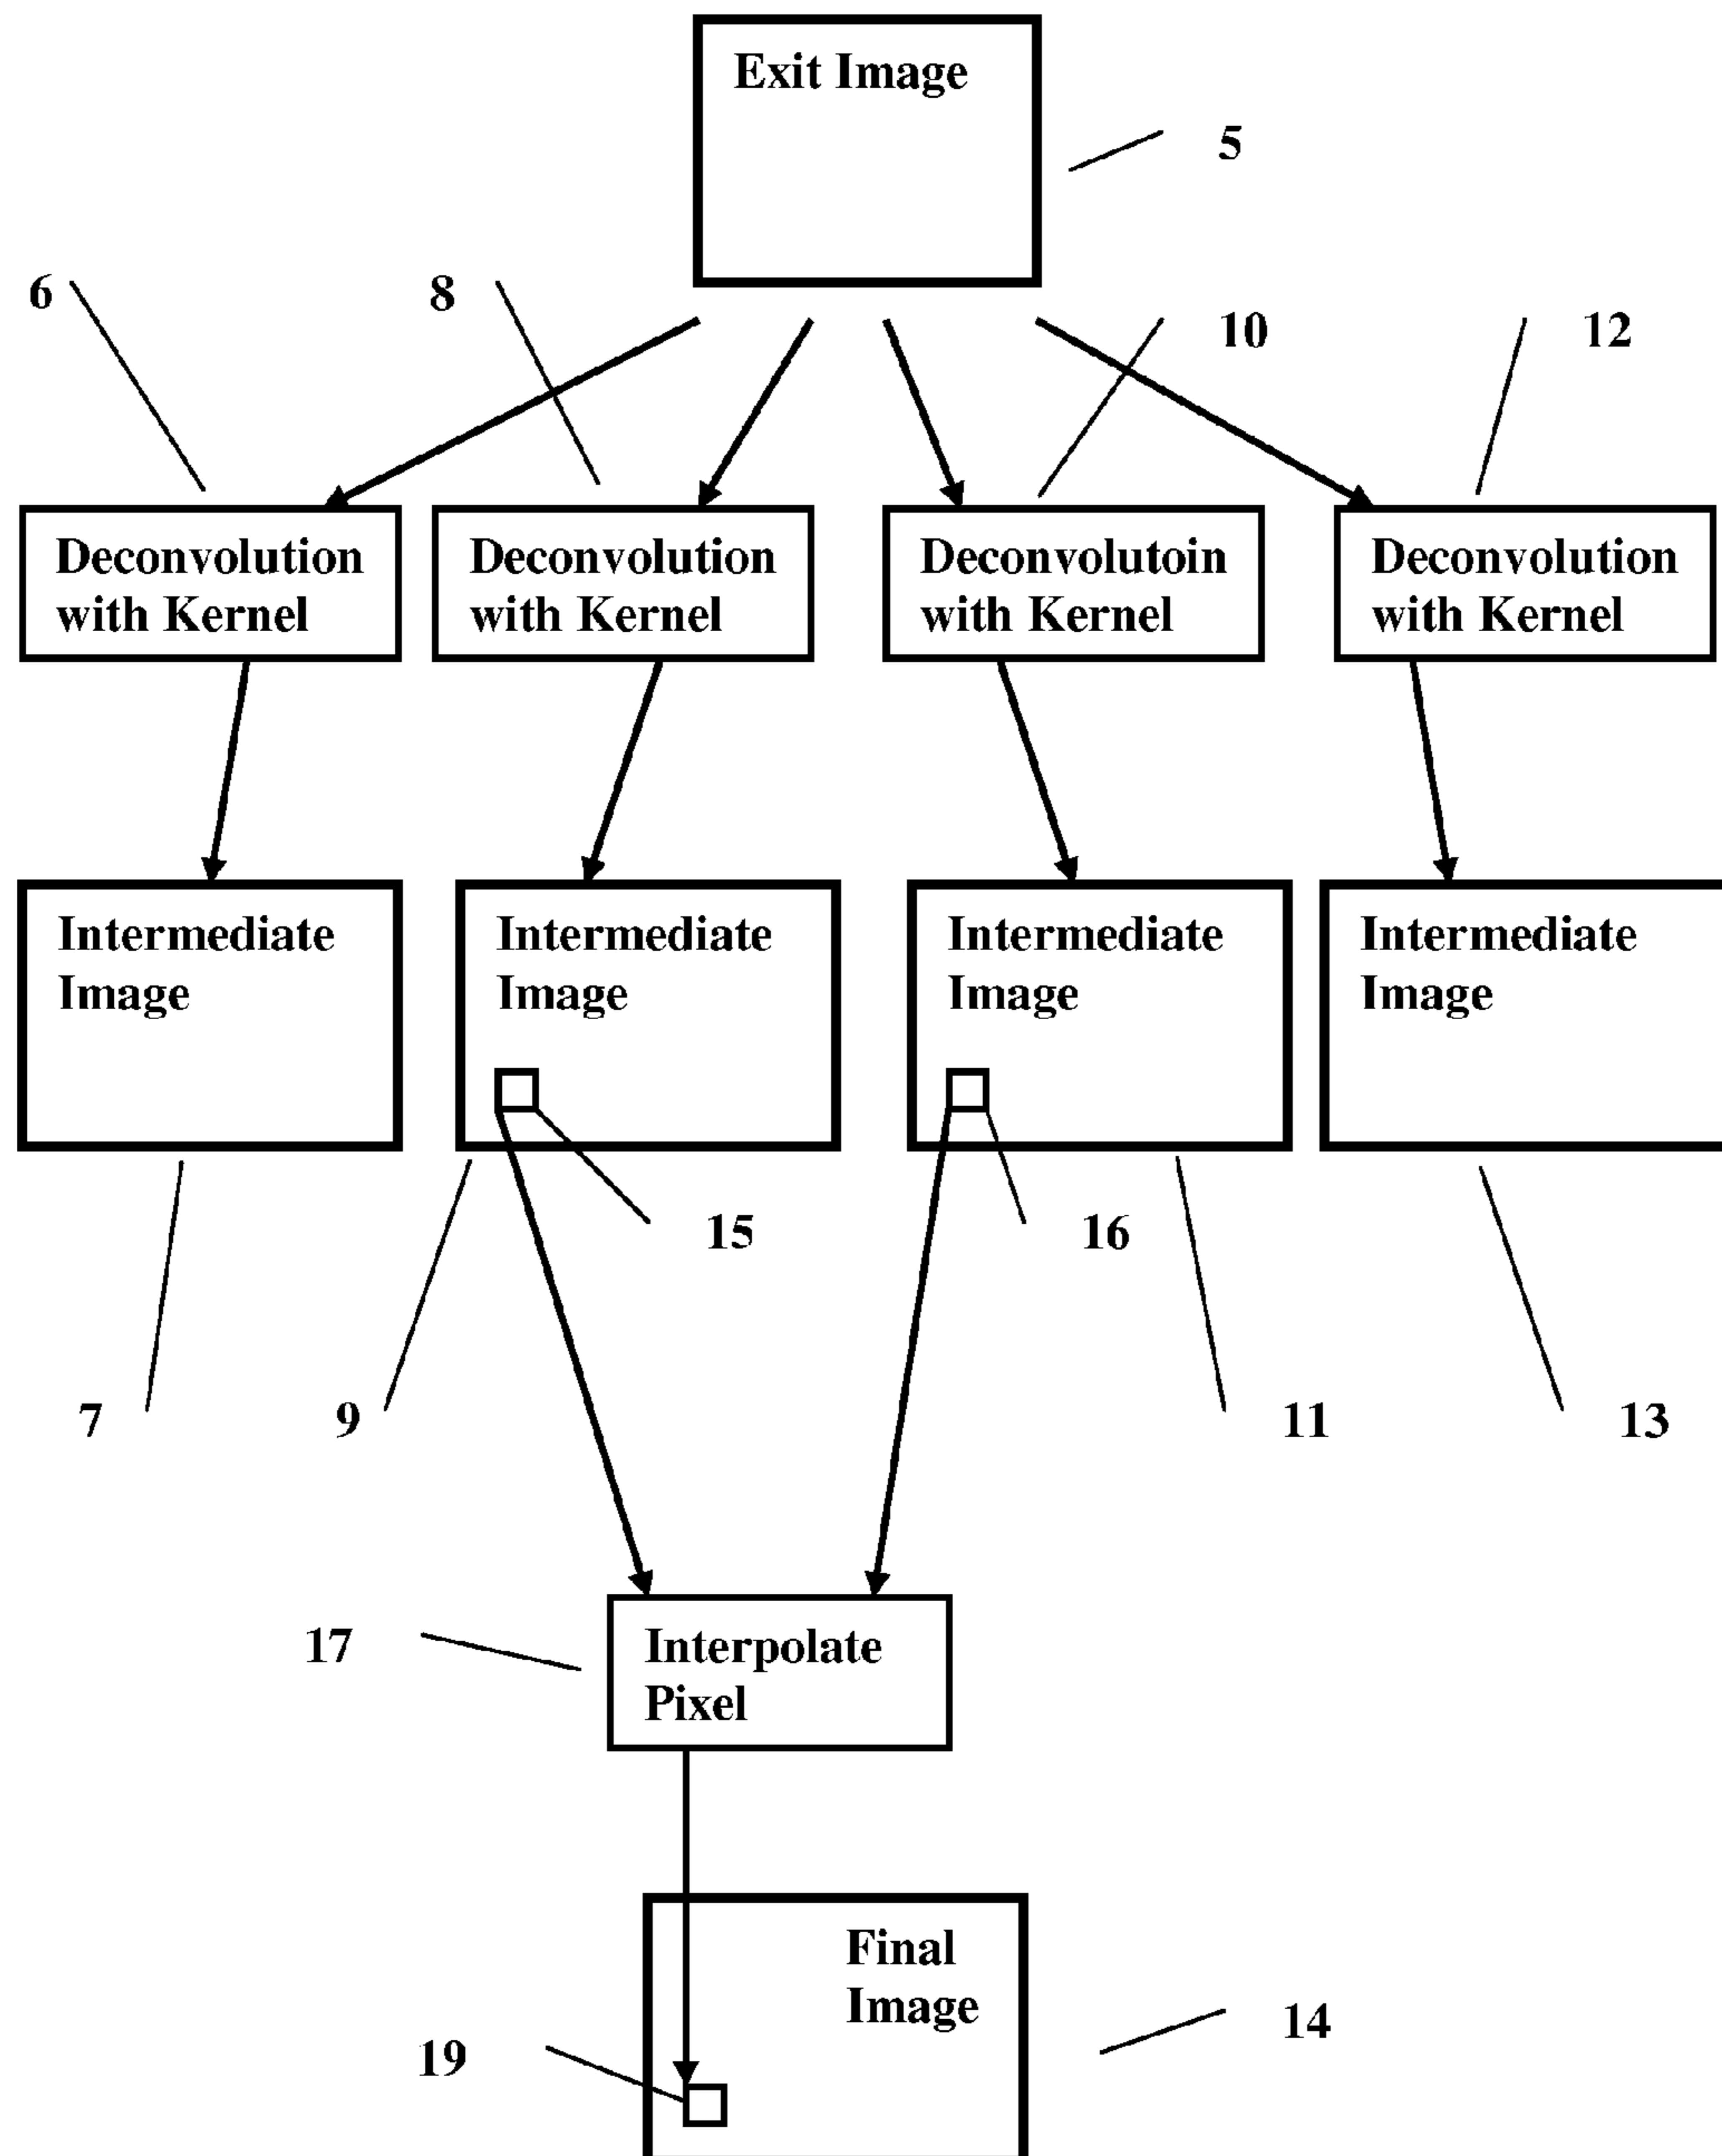 Exit Image
5
6
8
10
12
Deconvolution
with Kernel
Deconvolution
with Kernel
Deconvolutoin
with Kernel
Deconvolution
with Kernel
Intermediate
Image
Intermediate
Image
Intermediate
Image
Intermediate
Image
15
16
7
9
11
13
17
Interpolate
Pixel
Final
Image
14
19